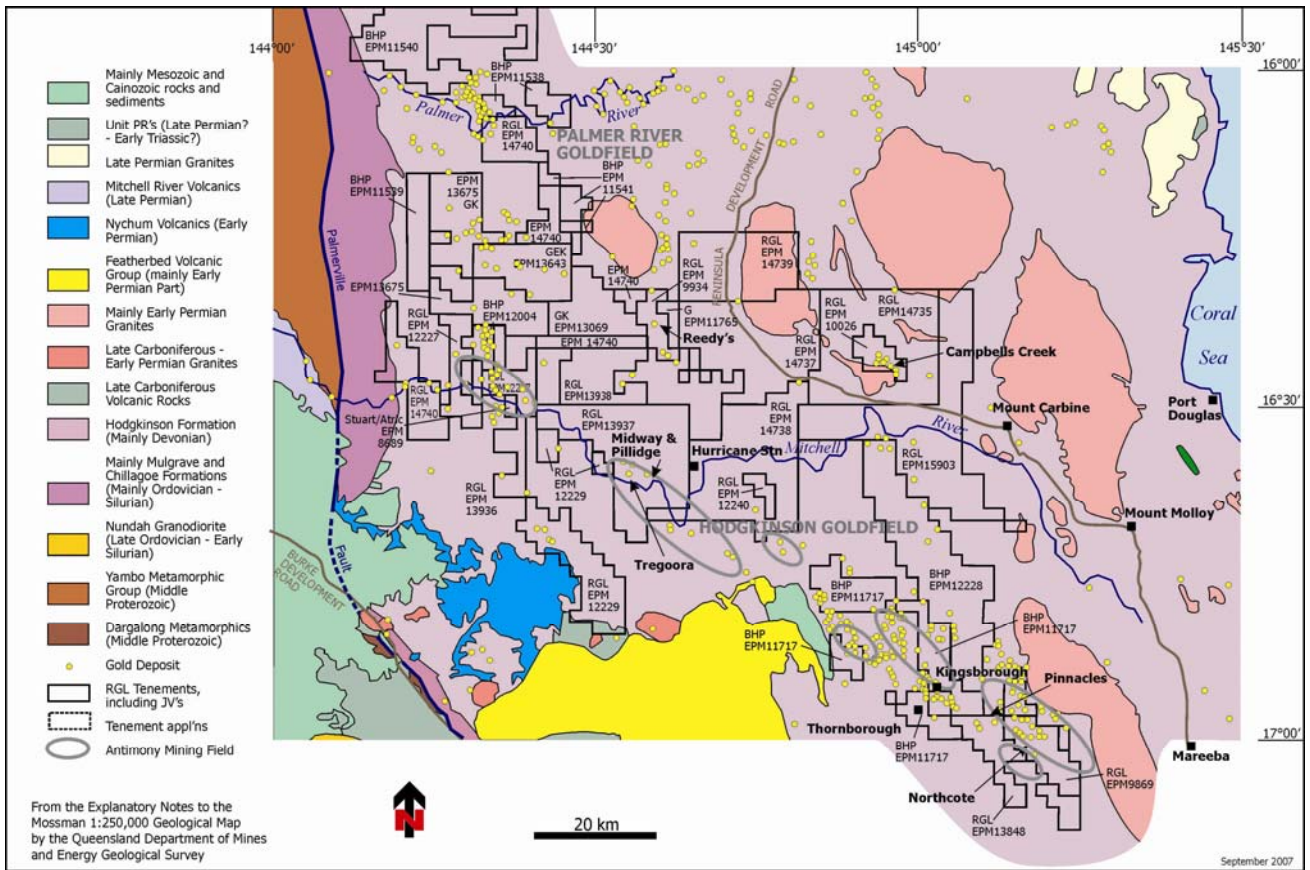 144°00'
144°30'
145°00'
145°30'
16°00'
16°30'
17°00'
Mainly Mesozoic and
Cainozoic rocks and
sediments
Unit PR's (Late Permian?
- Early Triassic?)
Late Permian Granites
Mitchell River Volcanics
(Late Permian)
Nychum Volcanics (Early
Permian)
Featherbed Volcanic
Group (mainly Early
Permian Part)
Mainly Early Permian
Granites
Late Carboniferous -
Early Permian Granites
Late Carboniferous
Volcanic Rocks
Hodgkinson Formation
(Mainly Devonian)
Mainly Mulgrave and
Chillagoe Formations
(Mainly Ordovician -
Silurian)
Nundah Granodiorite
(Late Ordovician - Early
Silurian)
Yambo Metamorphic
Group (Middle
Proterozoic)
Dargalong Metamorphics
(Middle Proterozoic)
Gold Deposit
RGL Tenements,
including JV's
Tenement appl'ns
Antimony Mining Field
From the Explanatory Notes to the
Mossman 1:250,000 Geological Map
by the Queensland Department of Mines
and Energy Geological Survey
N
20 km
September 2007
BHP
EPM11540
BHP
EPM11538
Palmer
River
RGL
EPM
14740
PALMER RIVER
GOLDFIELD
BHP
EPM
11541
BHP
EPM11539
EPM
13675
GK
EPM
14740
GEK
EPM13643
EPM
14740
RGL
EPM
9934
RGL
EPM
14739
PENINSULA
DEVELOPMENT
ROAD
Palmerville
Fault
EPM13675
RGL
EPM
12227
BHP
EPM12004
GK
EPM13069
EPM 14740
G
EPM11765
Reedy's
RGL
EPM
10026
RGL
EPM14735
Campbells Creek
RGL
EPM
14737
RGL
EPM
14740
RGL
EPM13938
RGL
EPM13937
Stuart/Atric
EPM
8689
RGL
EPM
14738
Midway &
Pillidge
Hurricane Stn
Mitchell
River
Mount Carbine
Port
Douglas
Coral
Sea
RGL
EPM15903
RGL
EPM
12229
RGL
EPM
12240
RGL
EPM
13936
HODGKINSON GOLDFIELD
Mount Molloy
Tregoora
BURKE
DEVELOPMENT
ROAD
RGL
EPM
12229
BHP
EPM11717
RGL
EPM12228
BHP
EPM11717
BHP
EPM11717
Kingsborough
Pinnacles
Thornborough
BHP
EPM11717
Mareeba
Northcote
RGL
EPM9869
RGL
EPM13848